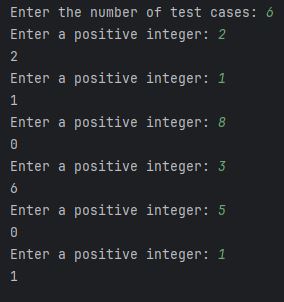 Enter the number of test cases: 6
Enter a positive integer: 2
2
Enter a positive integer: 1
1
Enter a positive integer: 8
0
Enter a positive integer: 3
6
Enter a positive integer: 5
0
Enter a positive integer: 1
1